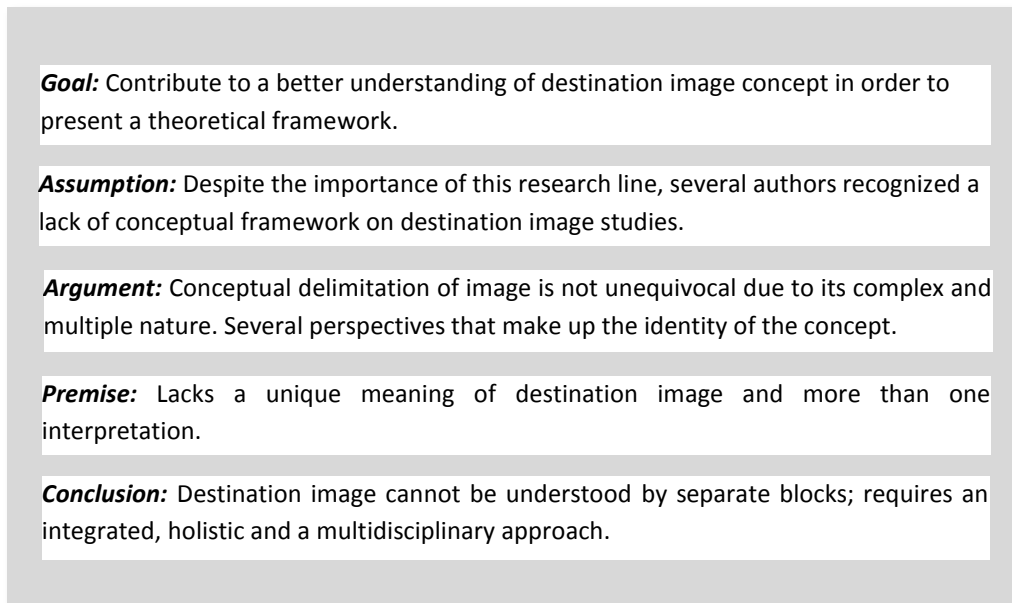 Goal: Contribute to a better understanding of destination image concept in order to
present a theoretical framework.
Assumption: Despite the importance of this research line, several authors recognized a
lack of conceptual framework on destination image studies.
Argument: Conceptual delimitation of image is not unequivocal due to its complex and
multiple nature. Several perspectives that make up the identity of the concept.
Premise: Lacks a unique meaning of destination image and more than one
interpretation.
Conclusion: Destination image cannot be understood by separate blocks; requires an
integrated, holistic and a multidisciplinary approach.